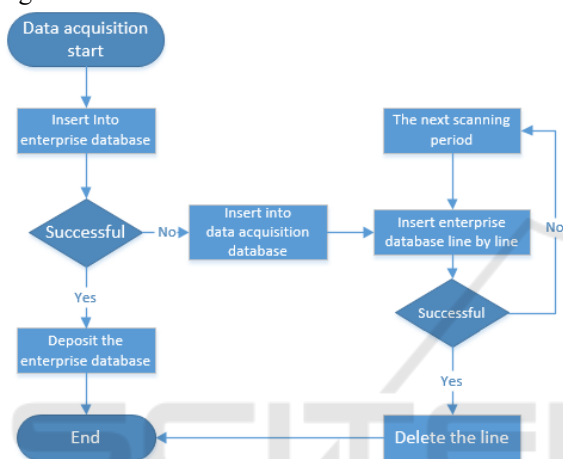 Data acquisition
start
Insert Into
enterprise database
Successful
No
Insert into
data acquisition
database
Yes
Deposit the
enterprise database
End
The next scanning
period
Insert enterprise
database line by line
Successful
No
Yes
Delete the line